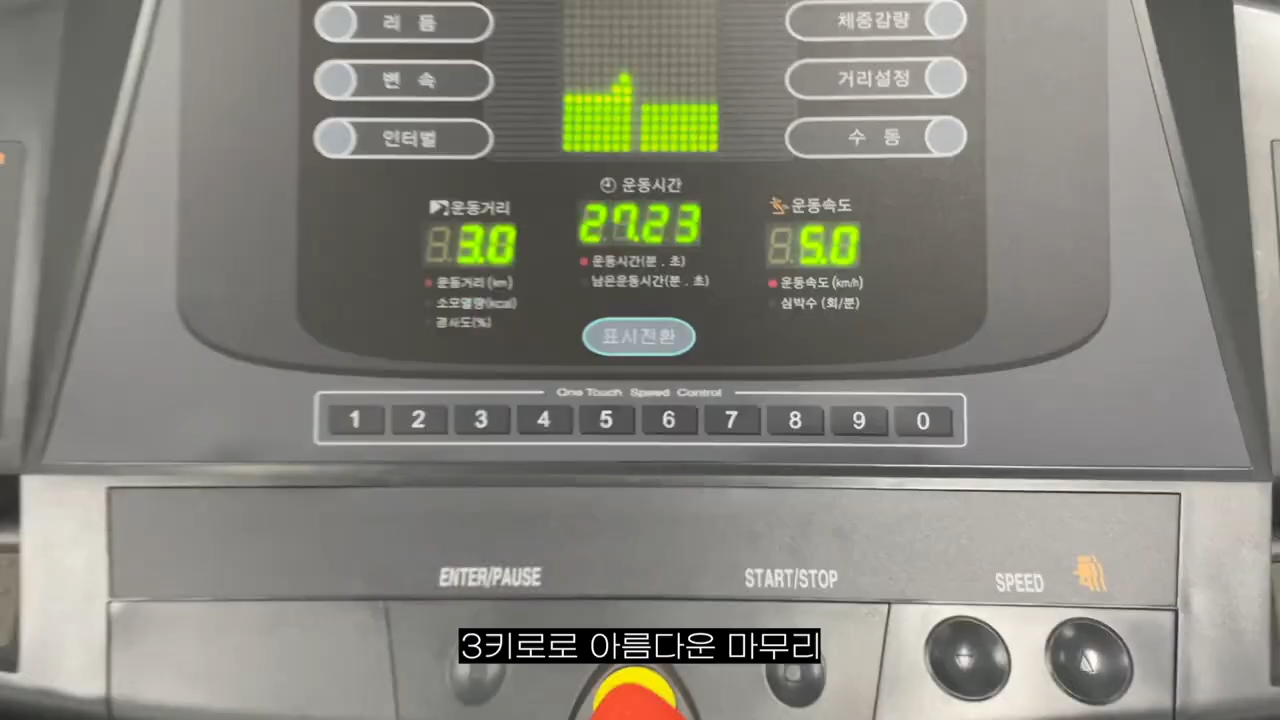 리 듬
체중감량
변 속
거리설정
인터벌
수 동
운동시간
운동거리
운동속도
3.0
27.23
5.0
운동시간(분 . 초)
남은운동시간(분 . 초)
운동거리(km)
소모열량(kcal)
경사도(%)
운동속도(km/h)
심박수 (회/분)
표시전환
One Touch Speed Control
1 2 3 4 5 6 7 8 9 0
ENTER/PAUSE
START/STOP
SPEED
3키로로 아름다운 마무리